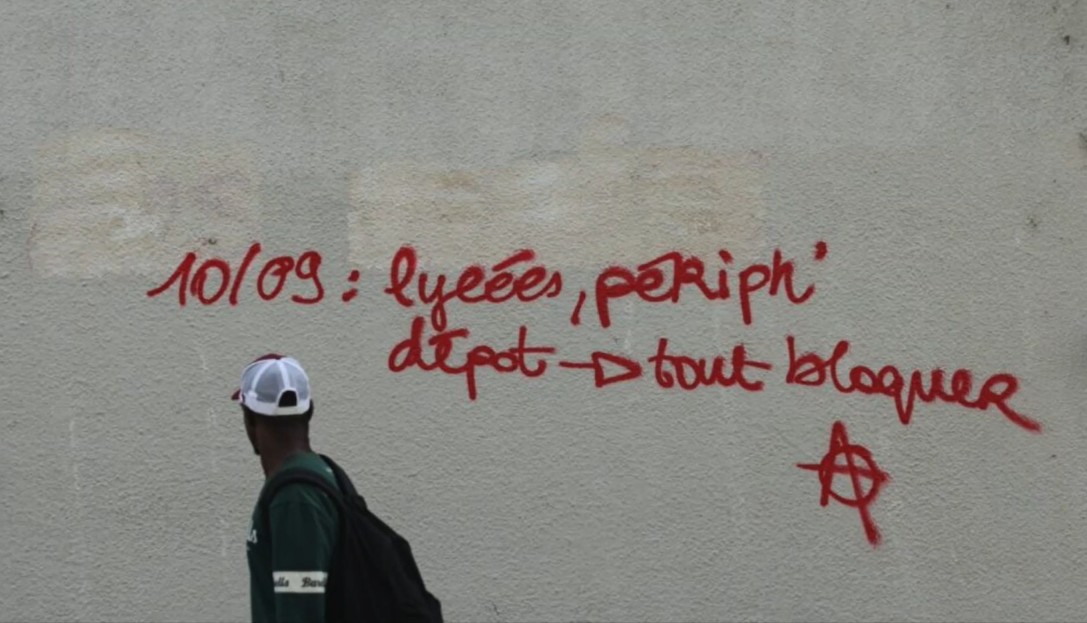 10/09 : lycées, périph'
dépot → tout bloquer
A